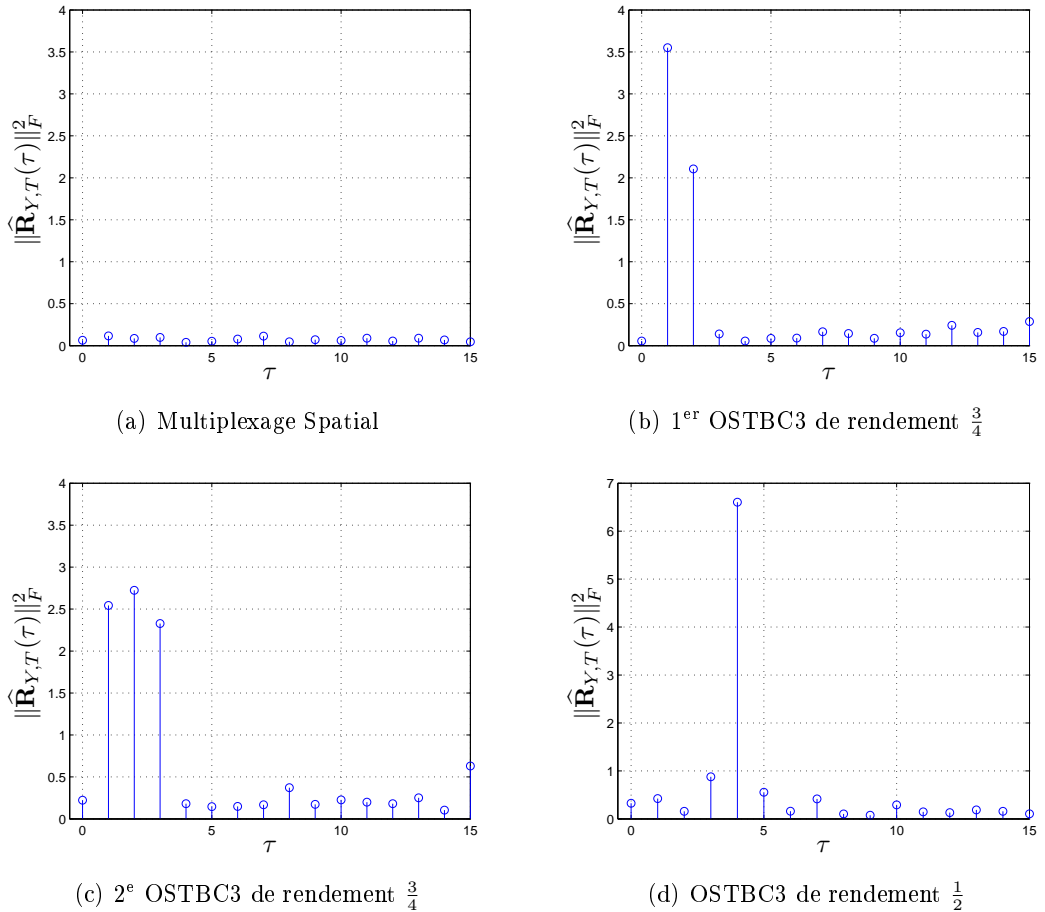 4
3.5
3
2.5
2
1.5
1
0.5
0
0 5 10 15
τ
||R̂_{Y,T}(τ)||²_F
(a) Multiplexage Spatial
4
3.5
3
2.5
2
1.5
1
0.5
0
0 5 10 15
τ
||R̂_{Y,T}(τ)||²_F
(b) 1er OSTBC3 de rendement 3/4
4
3.5
3
2.5
2
1.5
1
0.5
0
0 5 10 15
τ
||R̂_{Y,T}(τ)||²_F
(c) 2e OSTBC3 de rendement 3/4
7
6
5
4
3
2
1
0
0 5 10 15
τ
||R̂_{Y,T}(τ)||²_F
(d) OSTBC3 de rendement 1/2